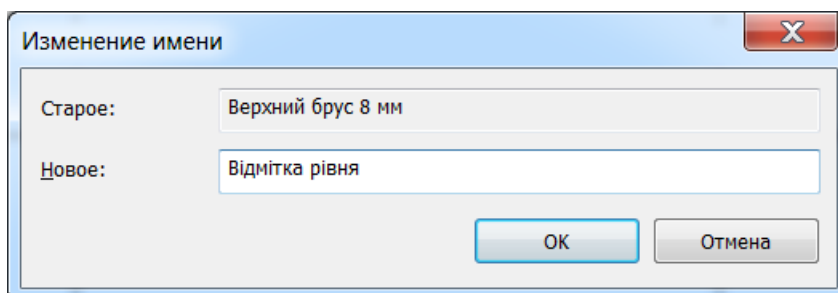 Изменение имени
Старое: Верхний брус 8 мм
Новое: Відмітка рівня
OK Отмена